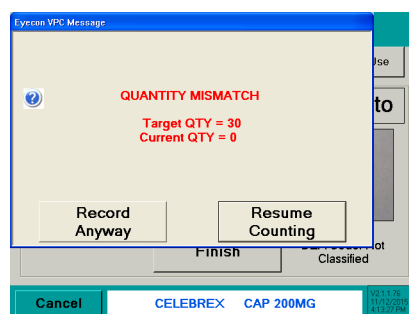 Eyecon VPC Message
Use
to
QUANTITY MISMATCH
Target QTY = 30
Current QTY = 0
Record
Anyway
Resume
Counting
Finish
Classified
Cancel
CELEBREX CAP 200MG
V2.1.1.76
11/12/2015
4:13:27 PM